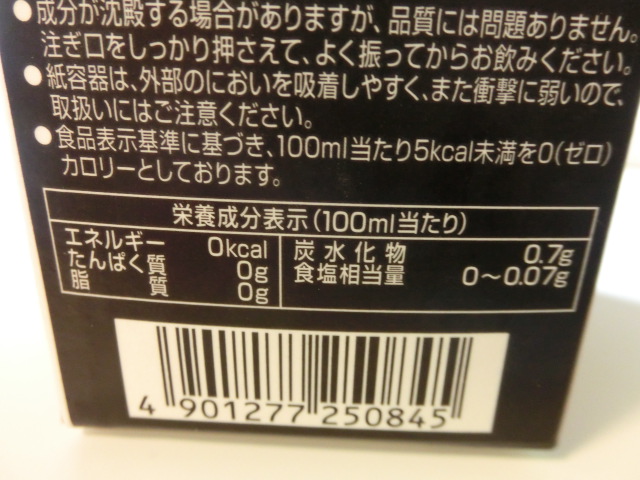 ●成分が沈殿する場合がありますが、品質には問題ありません。
注ぎ口をしっかり押さえて、よく振ってからお飲みください。
●紙容器は、外部のにおいを吸着しやすく、また衝撃に弱いので、
取扱いにはご注意ください。
●食品表示基準に基づき、100ml当たり5kcal未満を0(ゼロ)
カロリーとしております。
栄養成分表示(100ml当たり)
エネルギー 0kcal
たんぱく質 0g
脂質 0g
炭水化物 0.7g
食塩相当量 0～0.07g
4 901277 250845